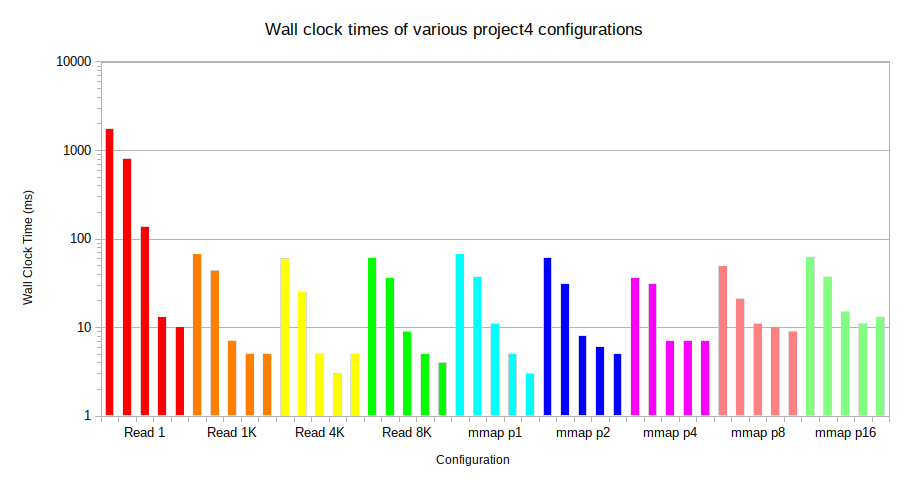 Wall clock times of various project4 configurations
Wall Clock Time (ms)
10000
1000
100
10
1
Read 1 Read 1K Read 4K Read 8K mmap p1 mmap p2 mmap p4 mmap p8 mmap p16
Configuration